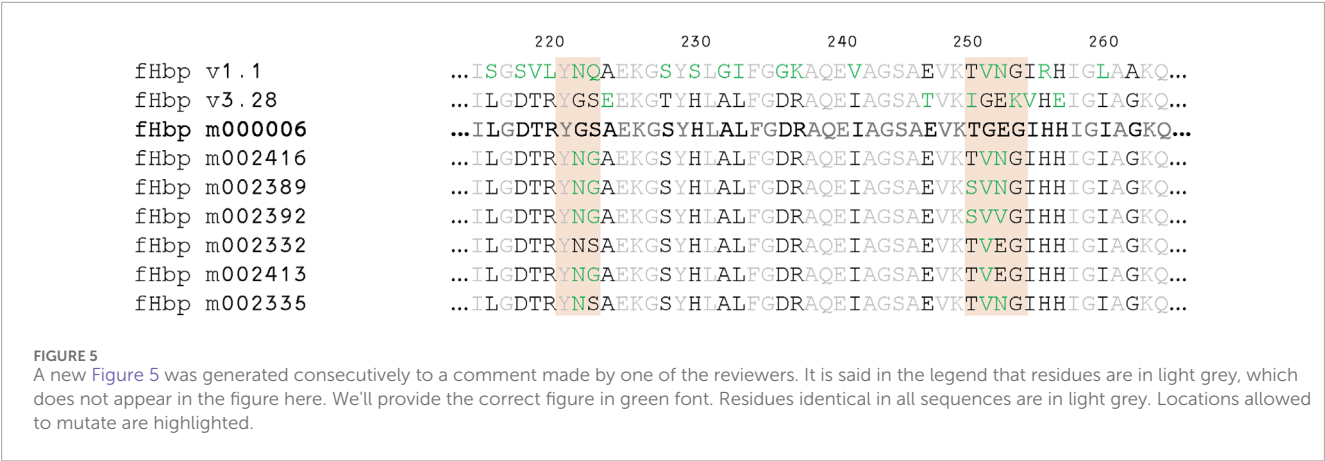 220 230 240 250 260
fHbp v1.1 ...ISGSVLYNQAEKGSYSLGIFGGKAQEVAGSAEVKTVNGIRHIGLAAKQ...
fHbp v3.28 ...ILGDTRYGSEEKGTYHLALFGDRAQEIAGSATVKIGEKVHEIGIAGKQ...
fHbp m000006 ...ILGDTRYGSAEKGSYHLALFGDRAQEIAGSAEVKTGEGIHHIGIAGKQ...
fHbp m002416 ...ILGDTRYNGAEKGSYHLALFGDRAQEIAGSAEVKTVNGIHHIGIAGKQ...
fHbp m002389 ...ILGDTRYNGAEKGSYHLALFGDRAQEIAGSAEVKSVNGIHHIGIAGKQ...
fHbp m002392 ...ILGDTRYNGAEKGSYHLALFGDRAQEIAGSAEVKSVVGIHHIGIAGKQ...
fHbp m002332 ...ILGDTRYNSAEKGSYHLALFGDRAQEIAGSAEVKTVEGIHHIGIAGKQ...
fHbp m002413 ...ILGDTRYNGAEKGSYHLALFGDRAQEIAGSAEVKTVEGIHHIGIAGKQ...
fHbp m002335 ...ILGDTRYNSAEKGSYHLALFGDRAQEIAGSAEVKTVNGIHHIGIAGKQ...
FIGURE 5
A new Figure 5 was generated consecutively to a comment made by one of the reviewers. It is said in the legend that residues are in light grey, which
does not appear in the figure here. We'll provide the correct figure in green font. Residues identical in all sequences are in light grey. Locations allowed
to mutate are highlighted.